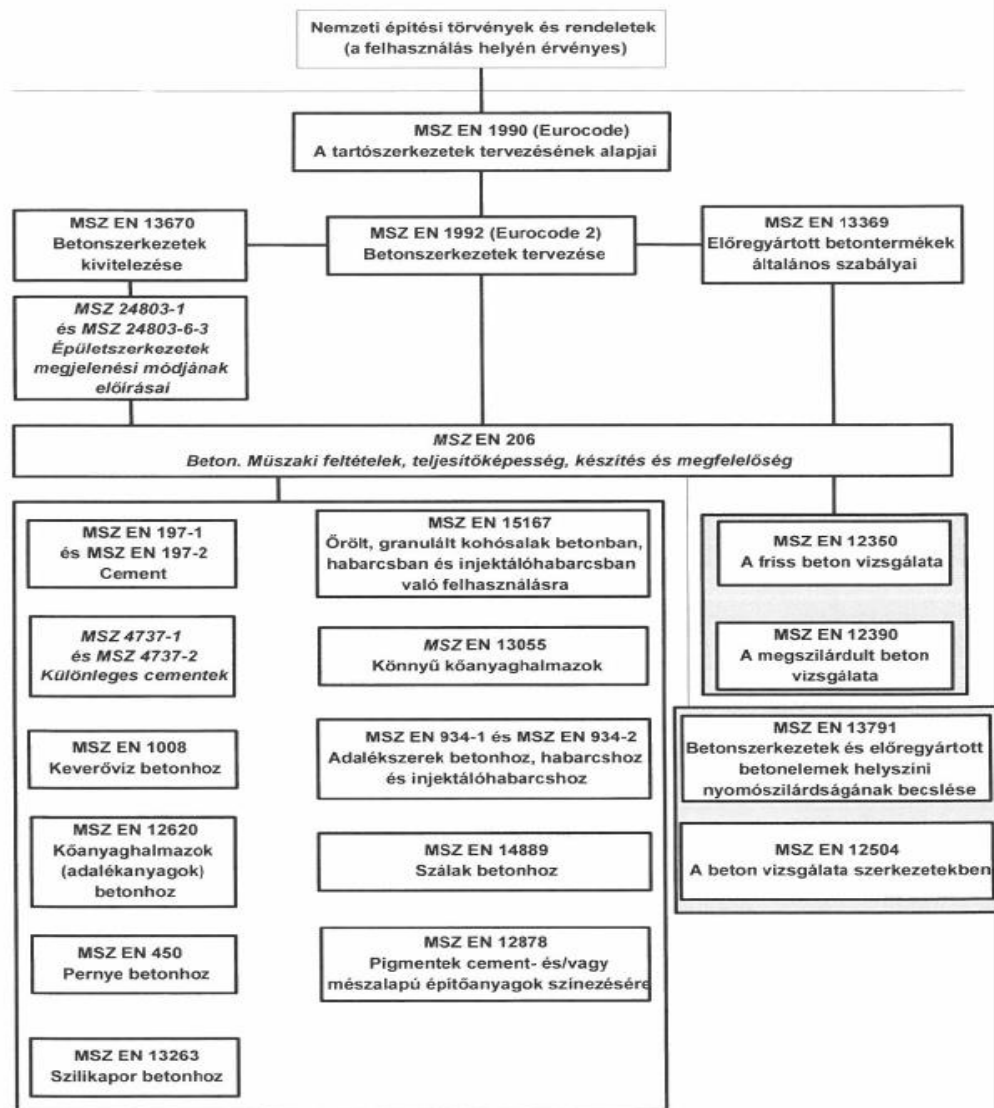 Nemzeti építési törvények és rendeletek
(a felhasználás helyén érvényes)
MSZ EN 1990 (Eurocode)
A tartószerkezetek tervezésének alapjai
MSZ EN 13670
Betonszerkezetek
kivitelezése
MSZ EN 1992 (Eurocode 2)
Betonszerkezetek tervezése
MSZ EN 13369
Előregyártott betontermékek
általános szabályai
MSZ 24803-1
és MSZ 24803-6-3
Épületszerkezetek
megjelenési módjának
előírásai
MSZ EN 206
Beton. Műszaki feltételek, teljesítőképesség, készítés és megfelelőség
MSZ EN 197-1
és MSZ EN 197-2
Cement
MSZ 4737-1
és MSZ 4737-2
Különleges cementek
MSZ EN 1008
Keverővíz betonhoz
MSZ EN 12620
Kőanyaghalmazok
(adalékanyagok)
betonhoz
MSZ EN 450
Pernye betonhoz
MSZ EN 13263
Szilikapor betonhoz
MSZ EN 15167
Őrölt, granulált kohósalak betonban,
habarcsban és injektálóhabarcsban
való felhasználásra
MSZ EN 13055
Könnyű kőanyaghalmazok
MSZ EN 934-1 és MSZ EN 934-2
Adalékszerek betonhoz, habarcshoz
és injektálóhabarcshoz
MSZ EN 14889
Szálak betonhoz
MSZ EN 12878
Pigmentek cement- és/vagy
mészalapú építőanyagok színezésére
MSZ EN 12350
A friss beton vizsgálata
MSZ EN 12390
A megszilárdult beton
vizsgálata
MSZ EN 13791
Betonszerkezetek és előregyártott
betonelemek helyszíni
nyomószilárdságának becslése
MSZ EN 12504
A beton vizsgálata szerkezetekben